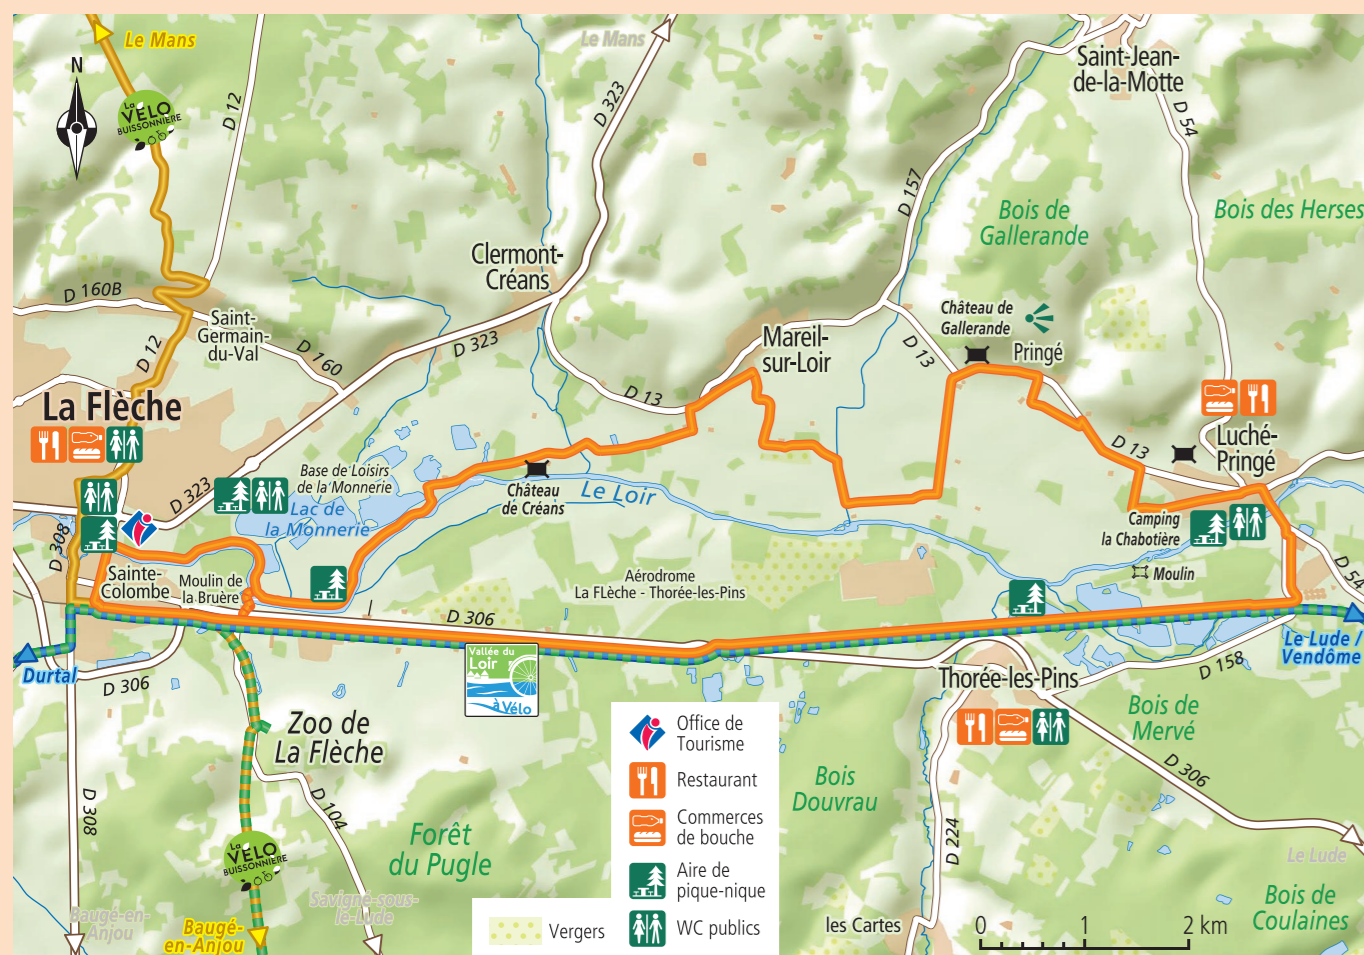 Le Mans
N
La
VÉLO
BUISSONNIÈRE
D 12
Le Mans
D 323
Saint-Jean-
de-la-Motte
D 54
D 157
Bois de
Gallerande
Bois des Herses
Clermont-
Créans
D 160B
Saint-
Germain-
du-Val
D 12
D 160
D 323
Château de
Gallerande
Pringé
D 13
Mareil-
sur-Loir
D 13
La Flèche
D 13
Luché-
Pringé
Base de Loisirs
de la Monnerie
D 323
Lac de
la Monnerie
Château
de Créans
Le Loir
Camping
la Chabotière
D 308
Sainte-
Colombe
Moulin de
la Bruère
Aérodrome
La Flèche - Thorée-les-Pins
Moulin
D 54
D 306
Durtal
D 306
Vallée du
Loir
à Vélo
Le Lude /
Vendôme
D 158
Thorée-les-Pins
Zoo de
La Flèche
Bois de
Mervé
D 306
D 308
D 104
Forêt
du Pugle
Bois
Douvrau
D 224
La
VÉLO
BUISSONNIÈRE
Le Lude
Baugé-en-
Anjou
Baugé-
en-Anjou
Savigné-sous-
le-Lude
Bois de
Coulaines
les Cartes
Office de
Tourisme
Restaurant
Commerces
de bouche
Aire de
pique-nique
WC publics
Vergers
0 1 2 km